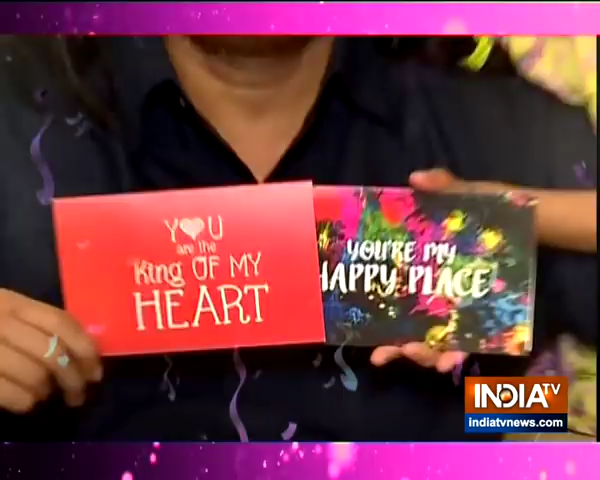 YOU
are the
King OF MY
HEART
YOU'RE MY
HAPPY PLACE
INDIA TV
indiatvnews.com